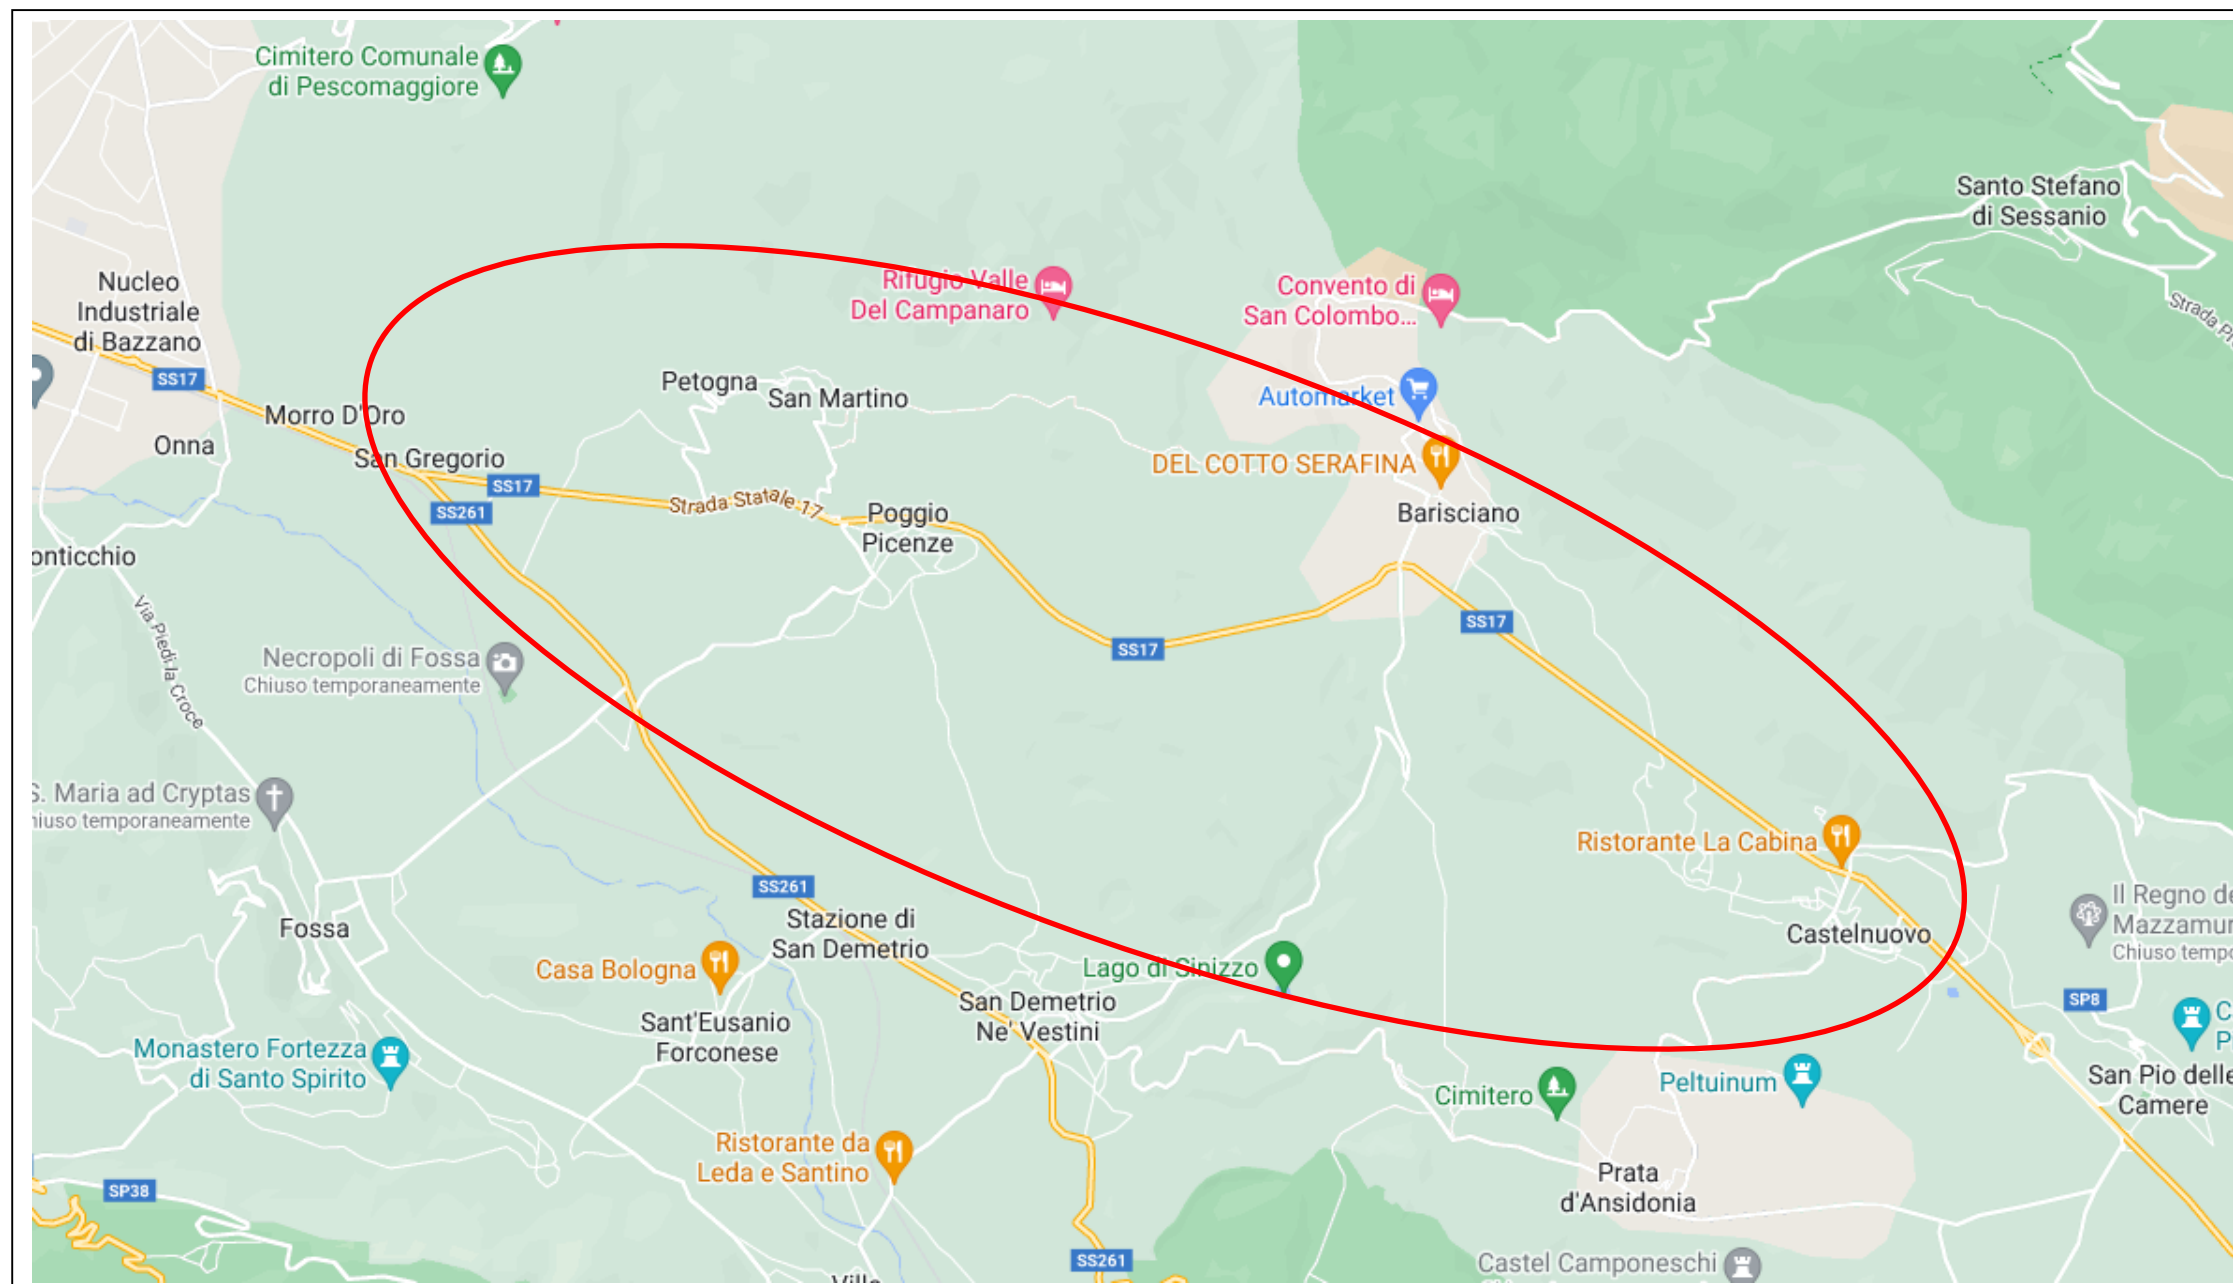 Cimitero Comunale
di Pescomaggiore
Santo Stefano
di Sessanio
Nucleo
Industriale
di Bazzano
Rifugio Valle
Del Campanaro
Convento di
San Colombo...
SS17
Petogna
San Martino
Automarket
Morro D'Oro
Onna
San Gregorio
SS17
DEL COTTO SERAFINA
SS261
Strada Statale 17
Poggio
Picenze
Barisciano
onticchio
Via Piedi la Croce
SS17
SS17
Necropoli di Fossa
Chiuso temporaneamente
S. Maria ad Cryptas
hiuso temporaneamente
Ristorante La Cabina
SS261
Fossa
Stazione di
San Demetrio
Castelnuovo
Il Regno de
Mazzamur
Chiuso tempo
Casa Bologna
Lago di Sinizzo
San Demetrio
Ne' Vestini
SP8
Sant'Eusanio
Forconese
Monastero Fortezza
di Santo Spirito
Cimitero
Peltuinum
San Pio delle
Camere
Ristorante da
Leda e Santino
Prata
d'Ansidonia
SP38
SS261
Castel Camponeschi